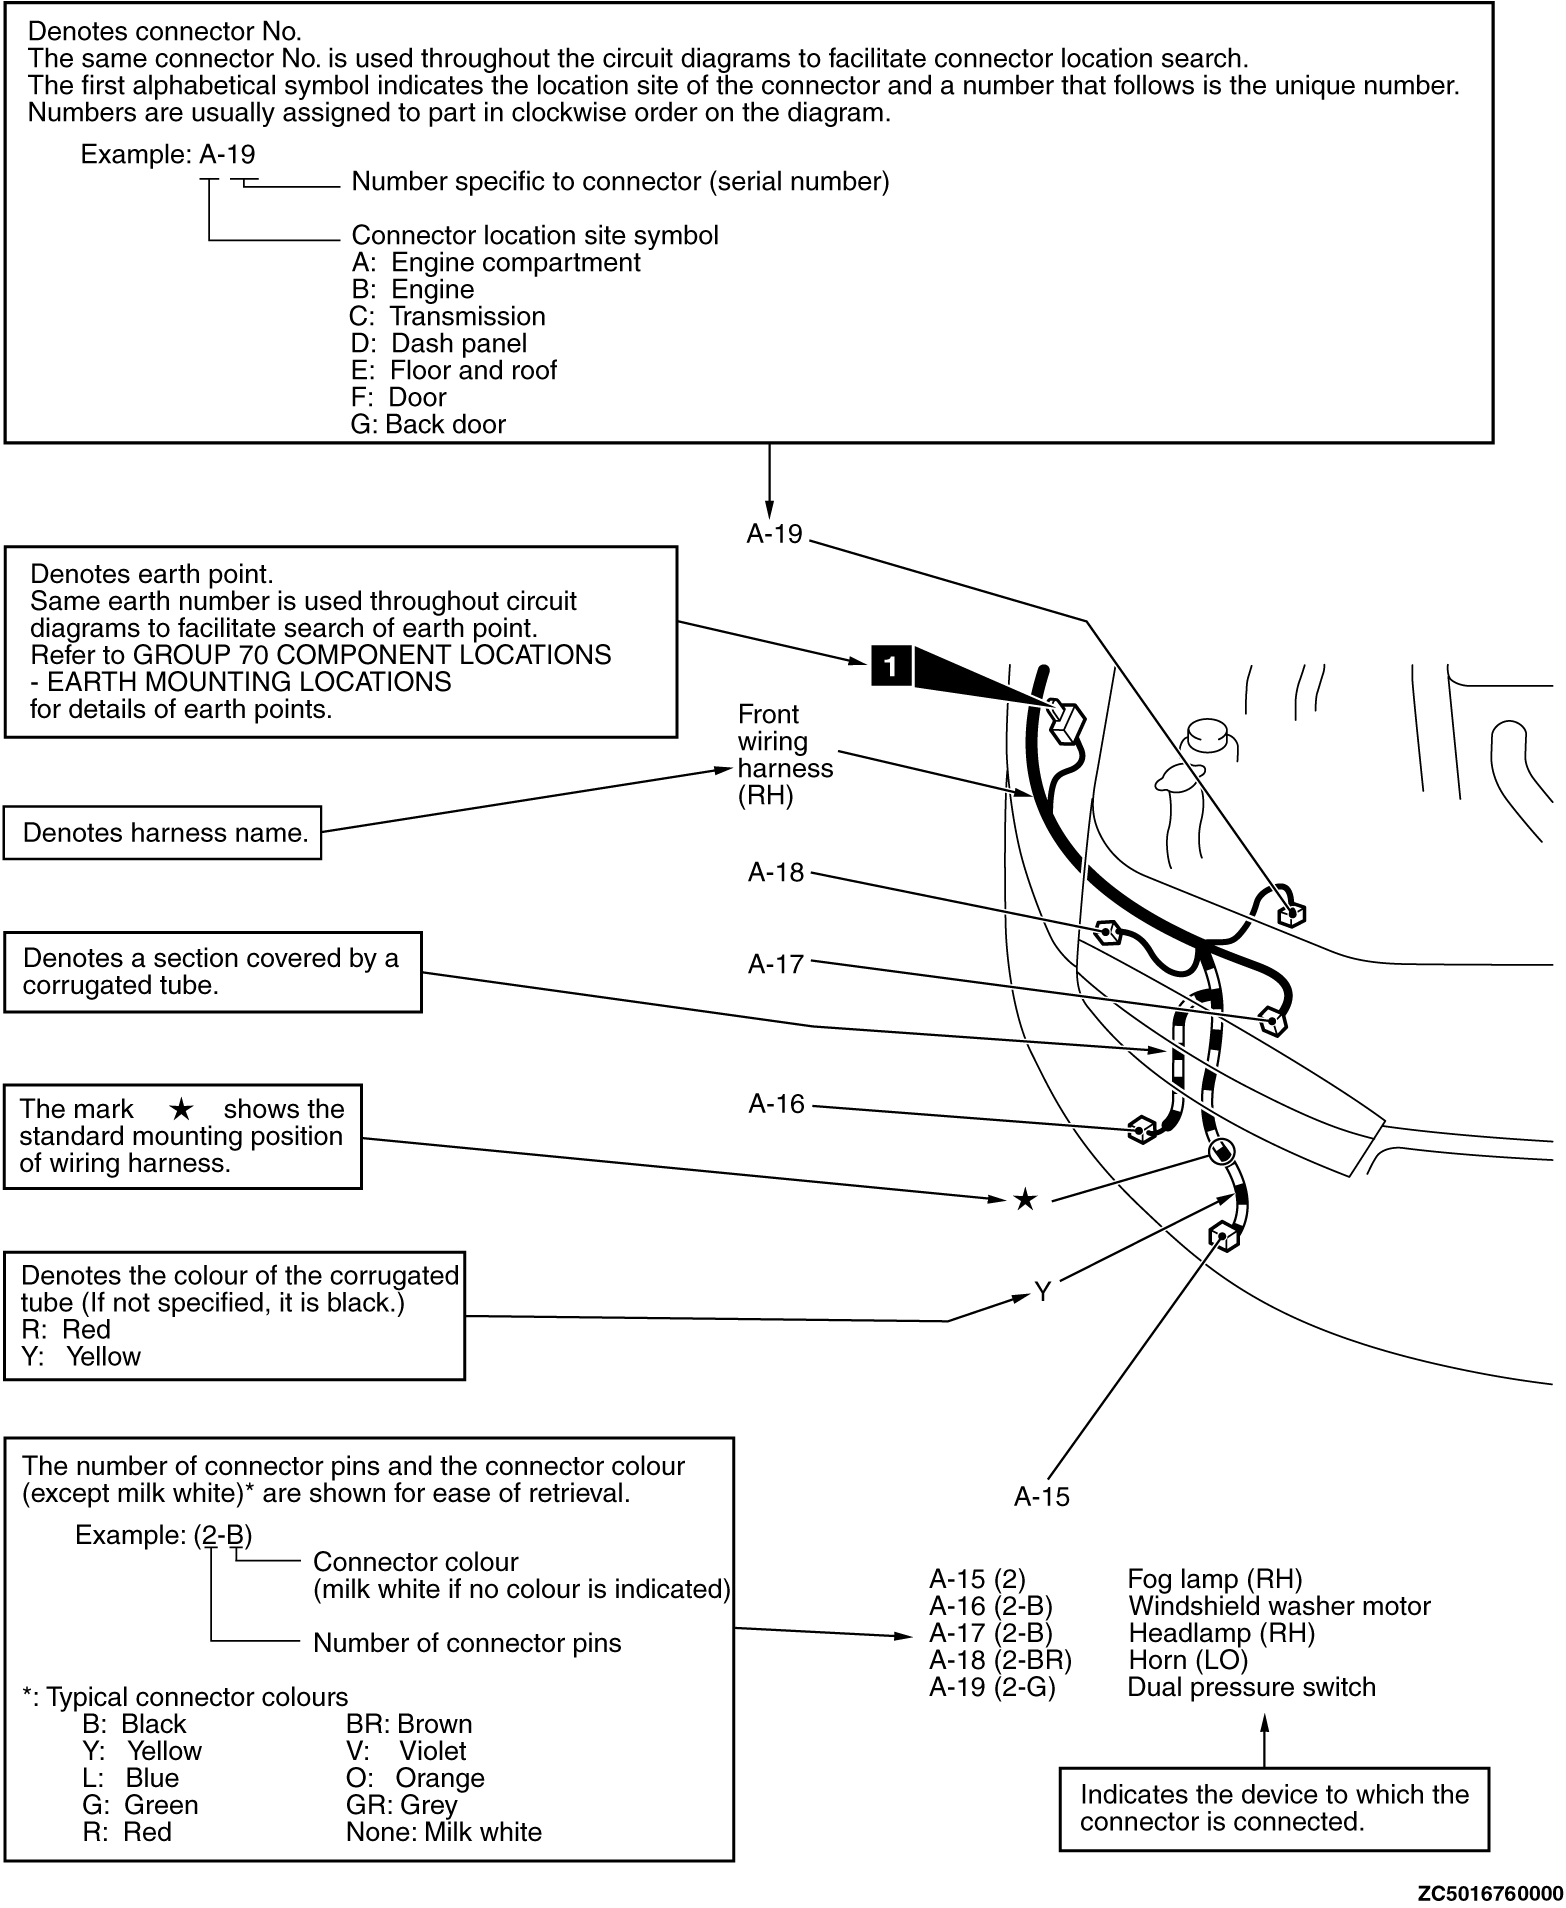 Denotes connector No.
The same connector No. is used throughout the circuit diagrams to facilitate connector location search.
The first alphabetical symbol indicates the location site of the connector and a number that follows is the unique number.
Numbers are usually assigned to part in clockwise order on the diagram.
Example: A-19
Number specific to connector (serial number)
Connector location site symbol
A: Engine compartment
B: Engine
C: Transmission
D: Dash panel
E: Floor and roof
F: Door
G: Back door
A-19
Denotes earth point.
Same earth number is used throughout circuit
diagrams to facilitate search of earth point.
Refer to GROUP 70 COMPONENT LOCATIONS
- EARTH MOUNTING LOCATIONS
for details of earth points.
1
Front
wiring
harness
(RH)
Denotes harness name.
A-18
Denotes a section covered by a
corrugated tube.
A-17
The mark ★ shows the
standard mounting position
of wiring harness.
A-16
★
Denotes the colour of the corrugated
tube (If not specified, it is black.)
R: Red
Y: Yellow
Y
A-15
The number of connector pins and the connector colour
(except milk white)* are shown for ease of retrieval.
Example: (2-B)
Connector colour
(milk white if no colour is indicated)
Number of connector pins
*: Typical connector colours
B: Black BR: Brown
Y: Yellow V: Violet
L: Blue O: Orange
G: Green GR: Grey
R: Red None: Milk white
A-15 (2) Fog lamp (RH)
A-16 (2-B) Windshield washer motor
A-17 (2-B) Headlamp (RH)
A-18 (2-BR) Horn (LO)
A-19 (2-G) Dual pressure switch
Indicates the device to which the
connector is connected.
ZC5016760000